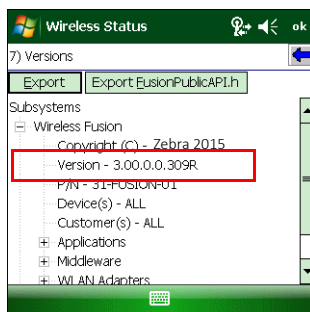 Wireless Status ok
7) Versions
Export Export FusionPublicAPI.h
Subsystems
Wireless Fusion
Copyright (C) - Zebra 2015
Version - 3.00.0.0.309R
P/N - 31-FUSION-01
Device(s) - ALL
Customer(s) - ALL
Applications
Middleware
WLAN Adapters